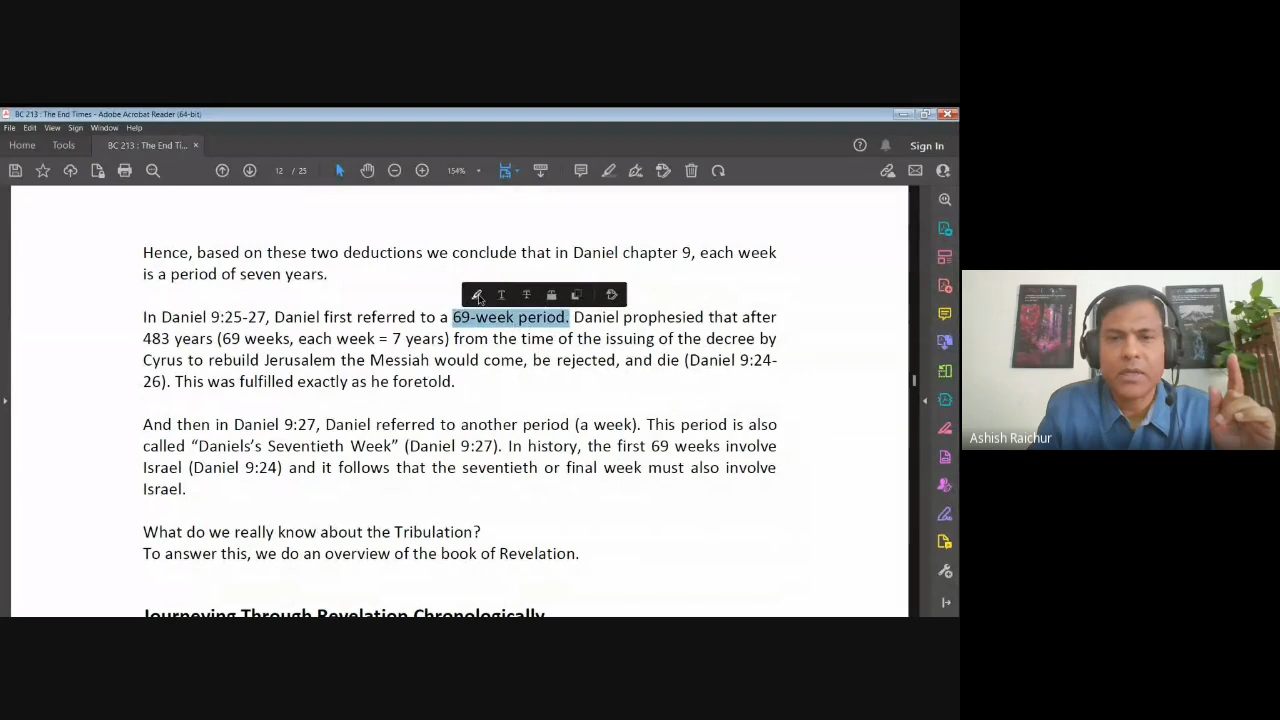 BC 213 : The End Times - Adobe Acrobat Reader (64-bit)
File Edit View Sign Window Help
Home Tools BC 213 : The End Ti... × Sign In
12 / 25 154%
Hence, based on these two deductions we conclude that in Daniel chapter 9, each week
is a period of seven years.
In Daniel 9:25-27, Daniel first referred to a 69-week period. Daniel prophesied that after
483 years (69 weeks, each week = 7 years) from the time of the issuing of the decree by
Cyrus to rebuild Jerusalem the Messiah would come, be rejected, and die (Daniel 9:24-
26). This was fulfilled exactly as he foretold.
And then in Daniel 9:27, Daniel referred to another period (a week). This period is also
called “Daniels’s Seventieth Week” (Daniel 9:27). In history, the first 69 weeks involve
Israel (Daniel 9:24) and it follows that the seventieth or final week must also involve
Israel.
What do we really know about the Tribulation?
To answer this, we do an overview of the book of Revelation.
Journeying Through Revelation Chronologically
Ashish Raichur